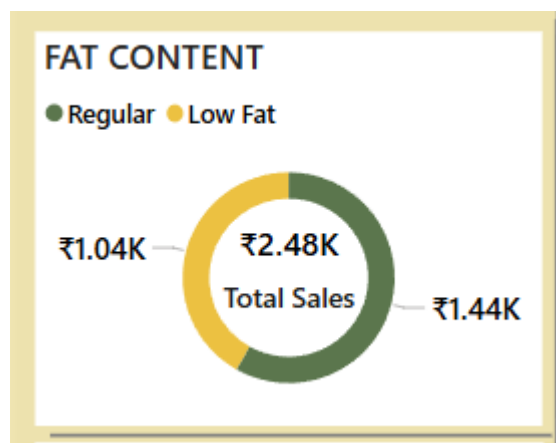 FAT CONTENT
Regular Low Fat
₹1.04K
₹2.48K
Total Sales
₹1.44K